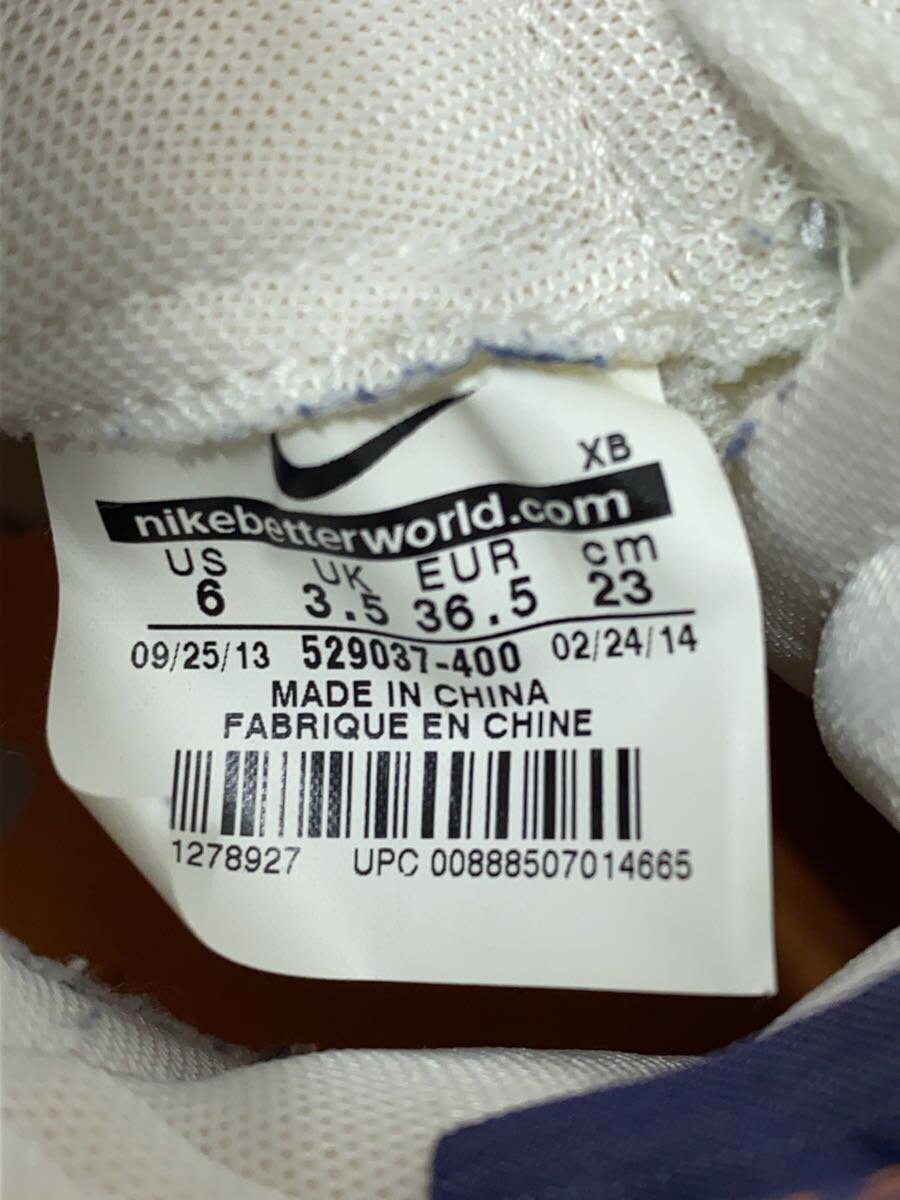 XB
nikebetterworld.com
US UK EUR cm
6 3.5 36.5 23
09/25/13 529037-400 02/24/14
MADE IN CHINA
FABRIQUE EN CHINE
1278927 UPC 00888507014665